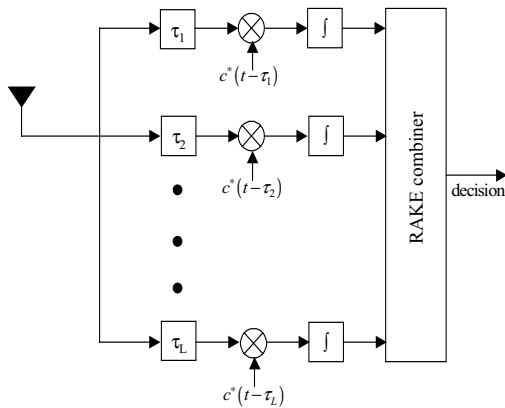 τ₁
∫
c*(t−τ₁)
τ₂
∫
c*(t−τ₂)
RAKE combiner
decision
τL
∫
c*(t−τL)